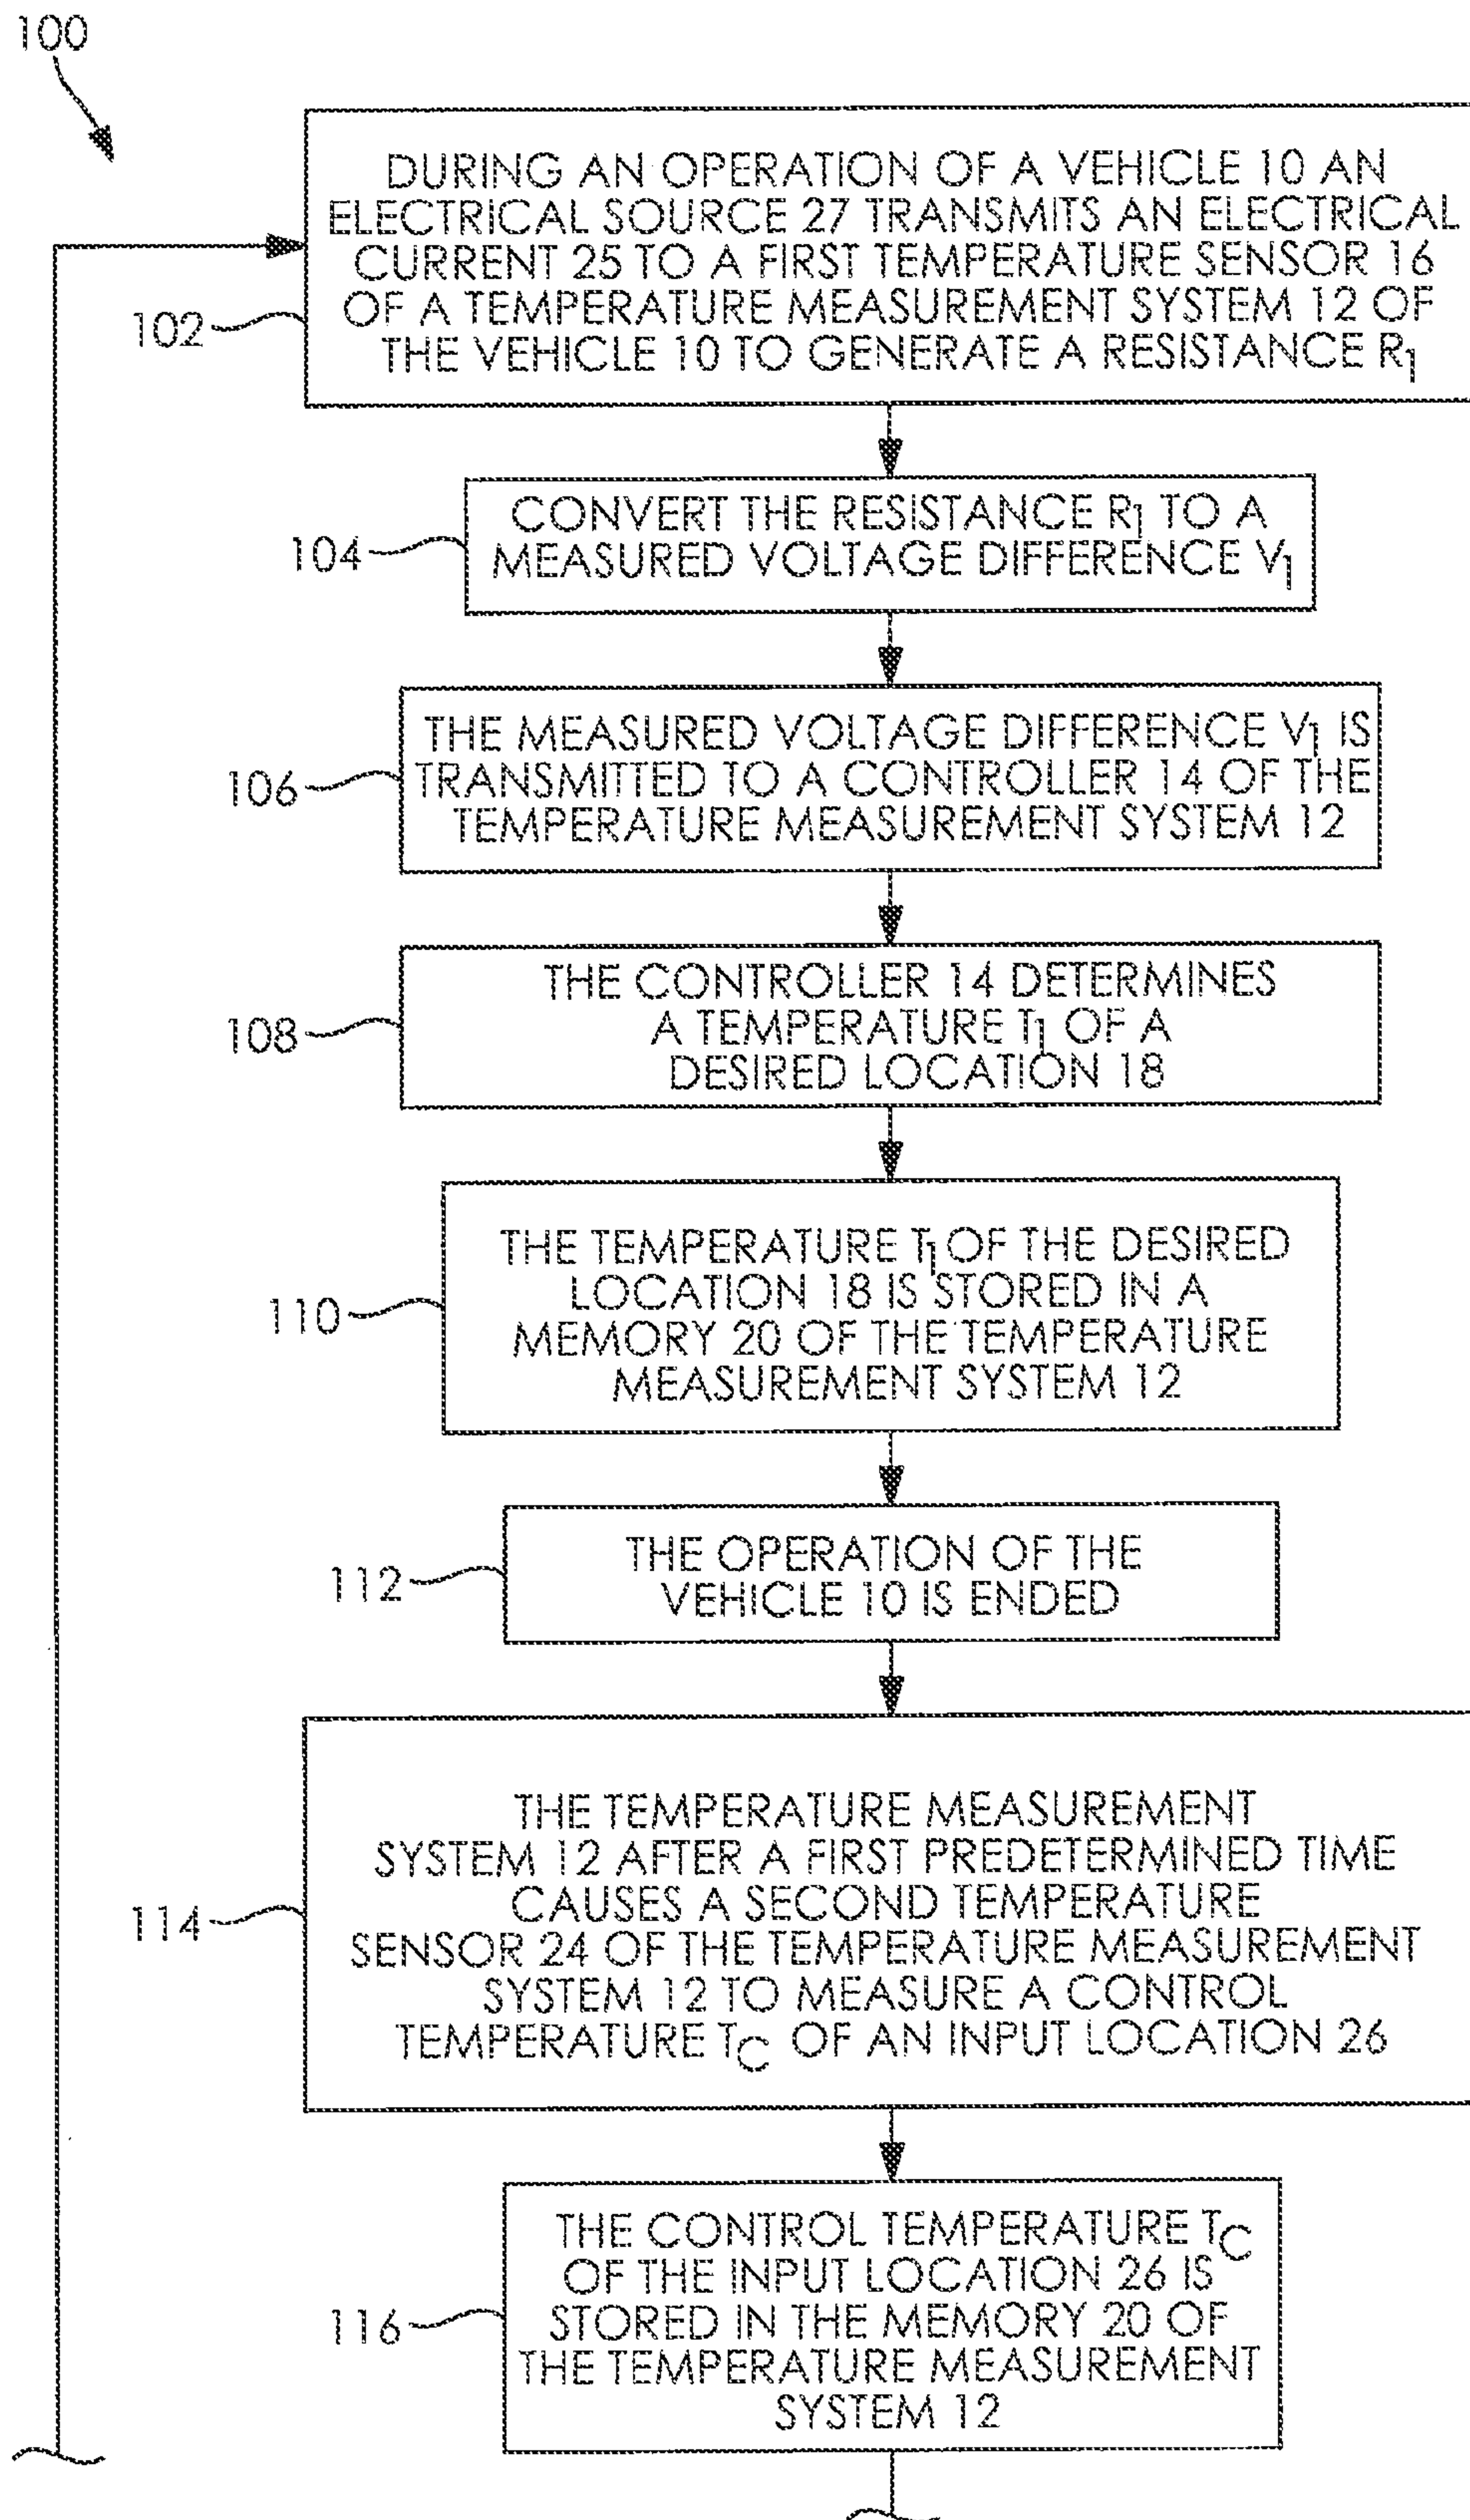 100
DURING AN OPERATION OF A VEHICLE 10 AN
ELECTRICAL SOURCE 27 TRANSMITS AN ELECTRICAL
CURRENT 25 TO A FIRST TEMPERATURE SENSOR 16
OF A TEMPERATURE MEASUREMENT SYSTEM 12 OF
THE VEHICLE 10 TO GENERATE A RESISTANCE R1
102
CONVERT THE RESISTANCE R1 TO A
MEASURED VOLTAGE DIFFERENCE V1
104
THE MEASURED VOLTAGE DIFFERENCE V1 IS
TRANSMITTED TO A CONTROLLER 14 OF THE
TEMPERATURE MEASUREMENT SYSTEM 12
106
THE CONTROLLER 14 DETERMINES
A TEMPERATURE T1 OF A
DESIRED LOCATION 18
108
THE TEMPERATURE T1 OF THE DESIRED
LOCATION 18 IS STORED IN A
MEMORY 20 OF THE TEMPERATURE
MEASUREMENT SYSTEM 12
110
THE OPERATION OF THE
VEHICLE 10 IS ENDED
112
THE TEMPERATURE MEASUREMENT
SYSTEM 12 AFTER A FIRST PREDETERMINED TIME
CAUSES A SECOND TEMPERATURE
SENSOR 24 OF THE TEMPERATURE MEASUREMENT
SYSTEM 12 TO MEASURE A CONTROL
TEMPERATURE TC OF AN INPUT LOCATION 26
114
THE CONTROL TEMPERATURE TC
OF THE INPUT LOCATION 26 IS
STORED IN THE MEMORY 20 OF
THE TEMPERATURE MEASUREMENT
SYSTEM 12
116